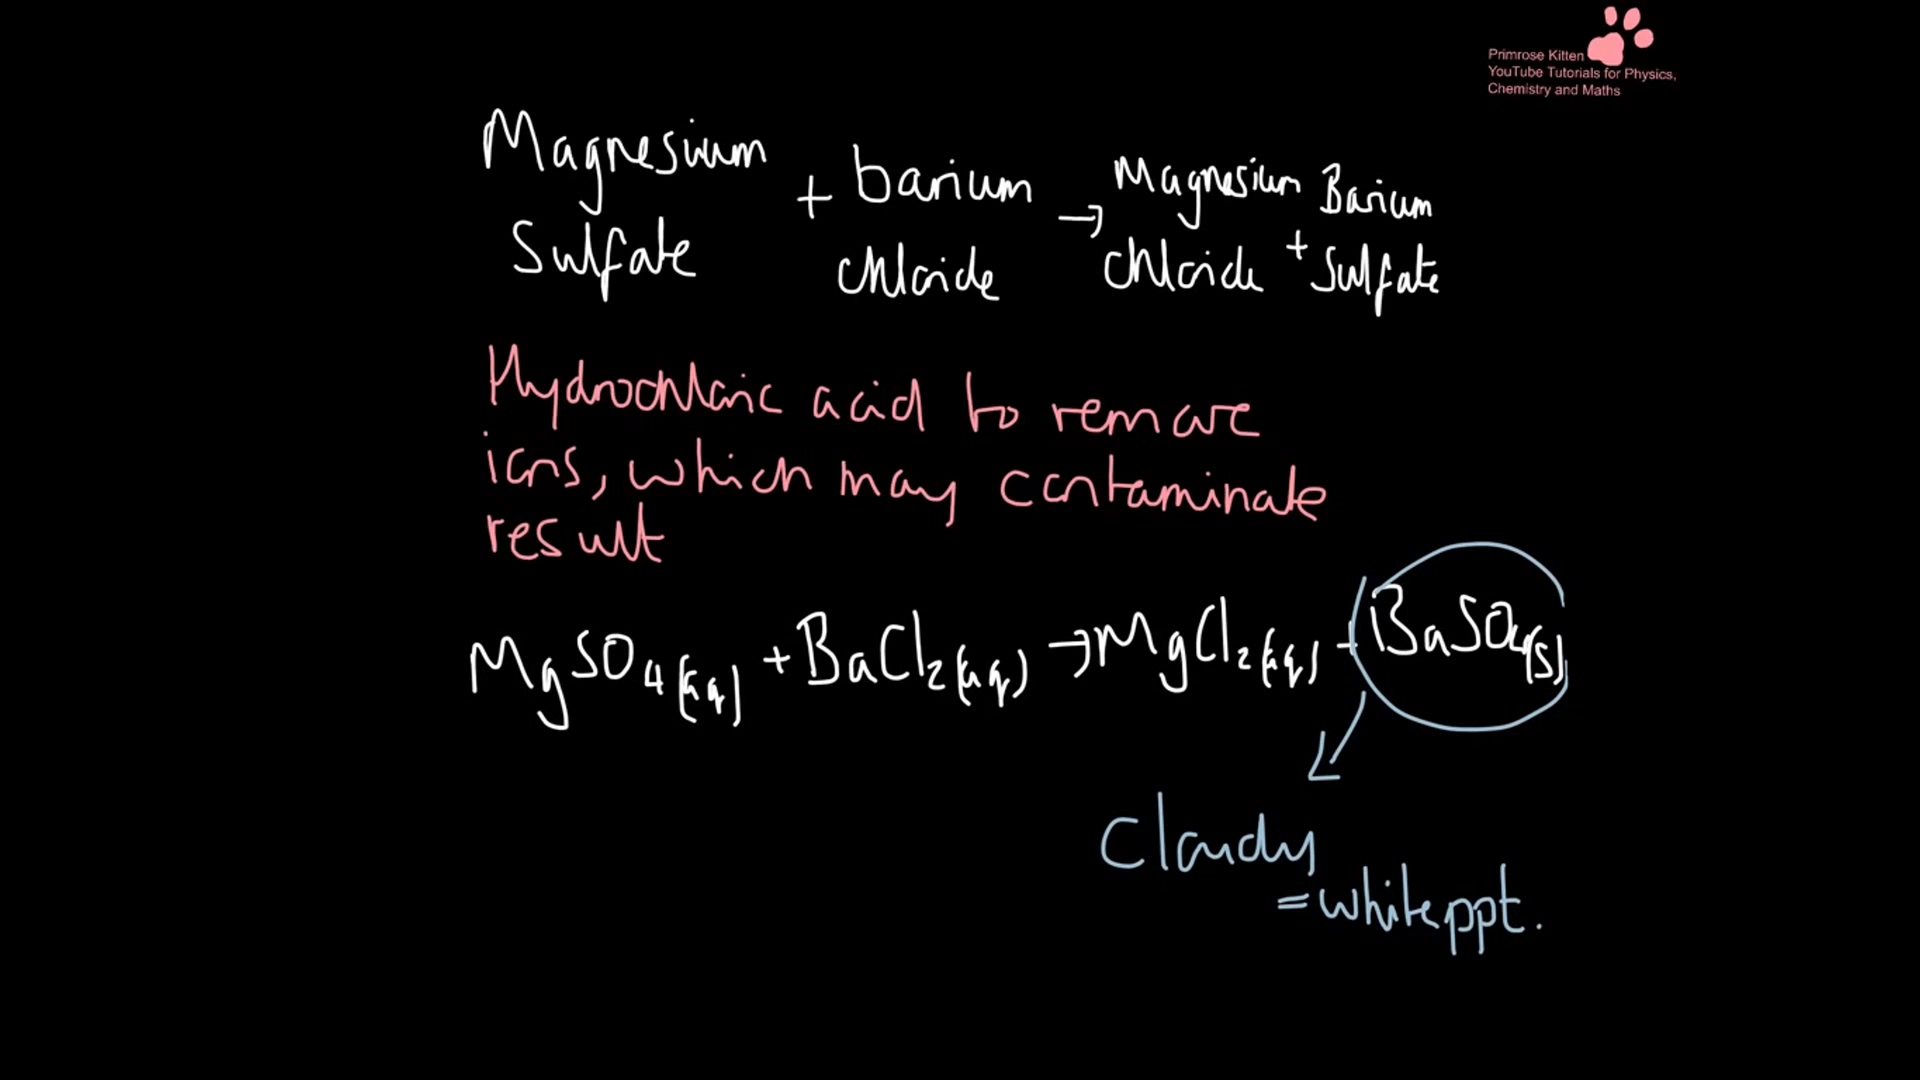 Primrose Kitten
YouTube Tutorials for Physics,
Chemistry and Maths
Magnesium + barium → Magnesium Barium
Sulfate chloride chloride + Sulfate
Hydrochloric acid to remove
ions, which may contaminate
result
MgSO₄(aq) + BaCl₂(aq) → MgCl₂(aq) + BaSO₄(s)
Cloudy
= white ppt.